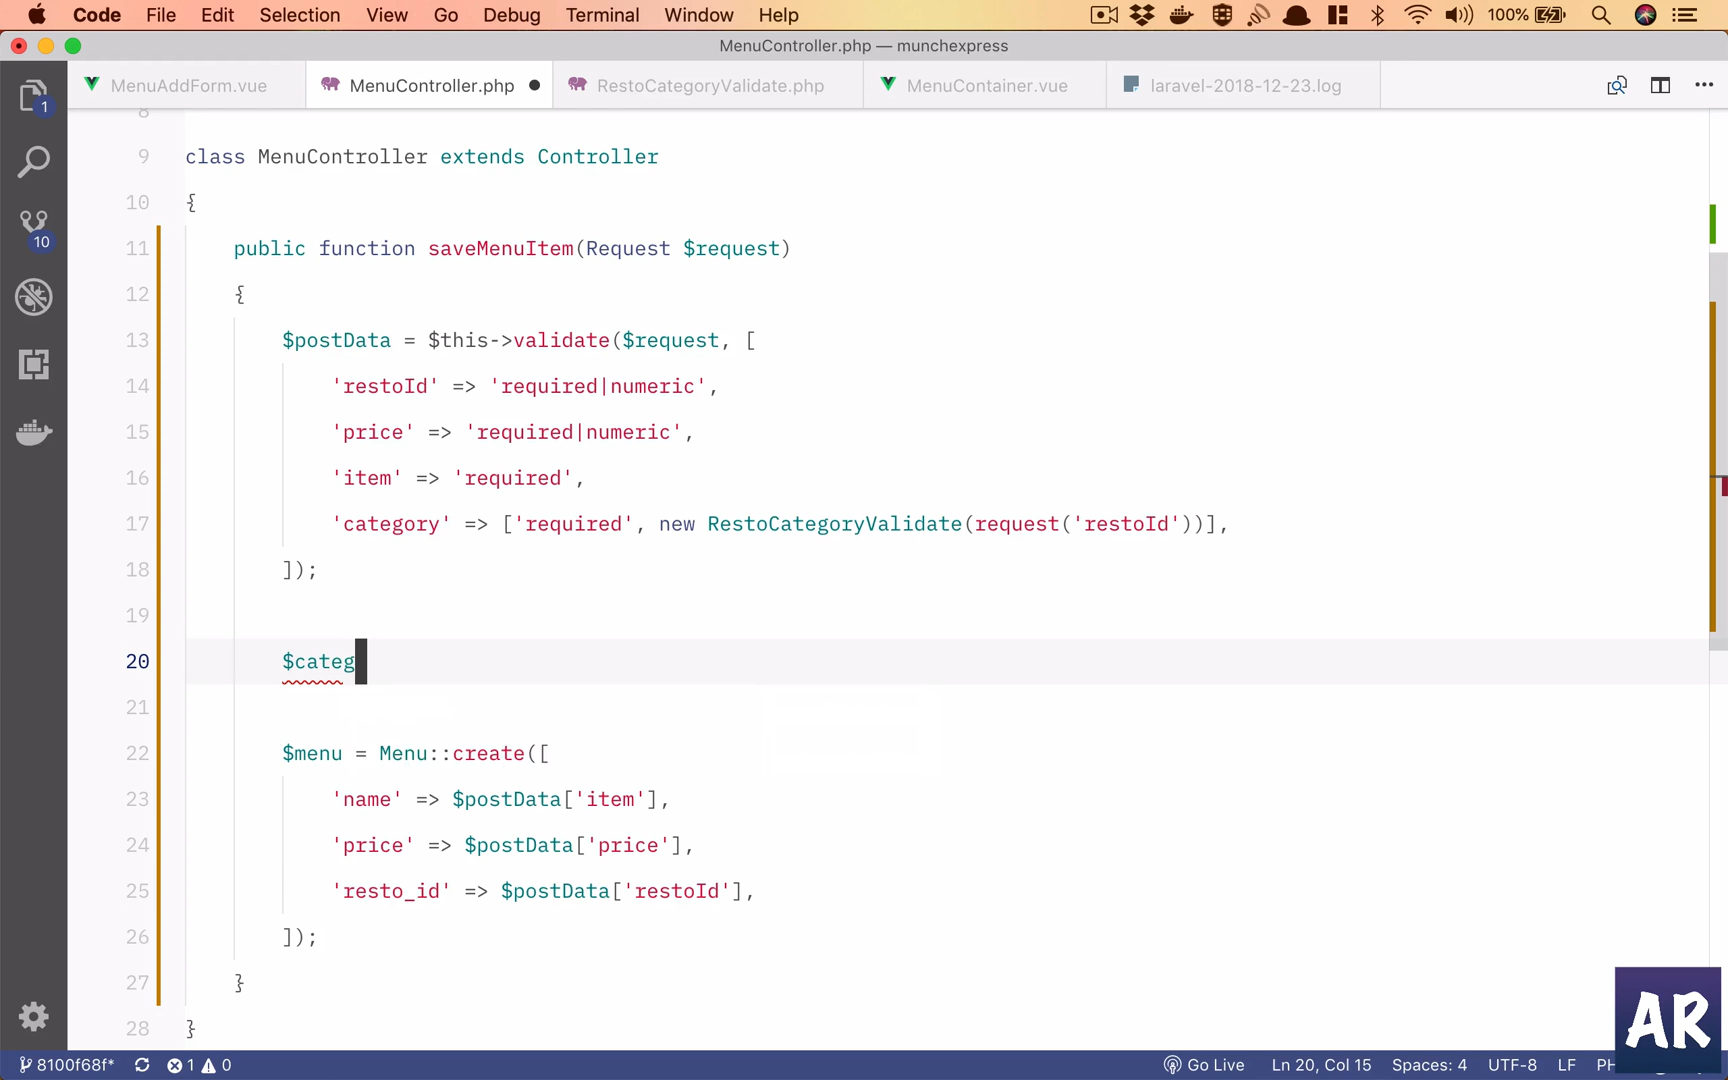 Code File Edit Selection View Go Debug Terminal Window Help 100%
MenuController.php — munchexpress
MenuAddForm.vue MenuController.php RestoCategoryValidate.php MenuContainer.vue laravel-2018-12-23.log
1
10
8
9 class MenuController extends Controller
10 {
11 public function saveMenuItem(Request $request)
12 {
13 $postData = $this->validate($request, [
14 'restoId' => 'required|numeric',
15 'price' => 'required|numeric',
16 'item' => 'required',
17 'category' => ['required', new RestoCategoryValidate(request('restoId'))],
18 ]);
19
20 $categ
21
22 $menu = Menu::create([
23 'name' => $postData['item'],
24 'price' => $postData['price'],
25 'resto_id' => $postData['restoId'],
26 ]);
27 }
28 }
8100f68f* 1 0 Go Live Ln 20, Col 15 Spaces: 4 UTF-8 LF
AR